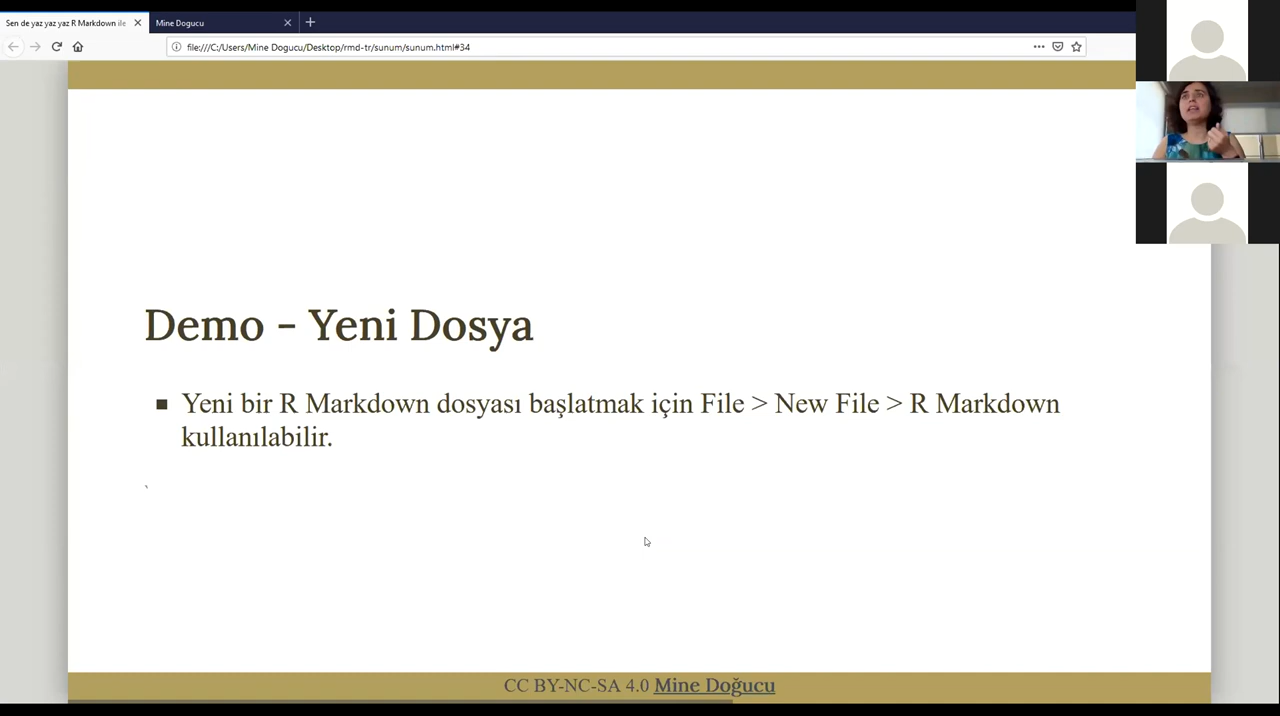 Sen de yaz yaz yaz R Markdown ile
Mine Dogucu
file:///C:/Users/Mine Dogucu/Desktop/rmd-tr/sunum/sunum.html#34
Demo - Yeni Dosya
Yeni bir R Markdown dosyası başlatmak için File > New File > R Markdown
kullanılabilir.
`
CC BY-NC-SA 4.0 Mine Doğucu